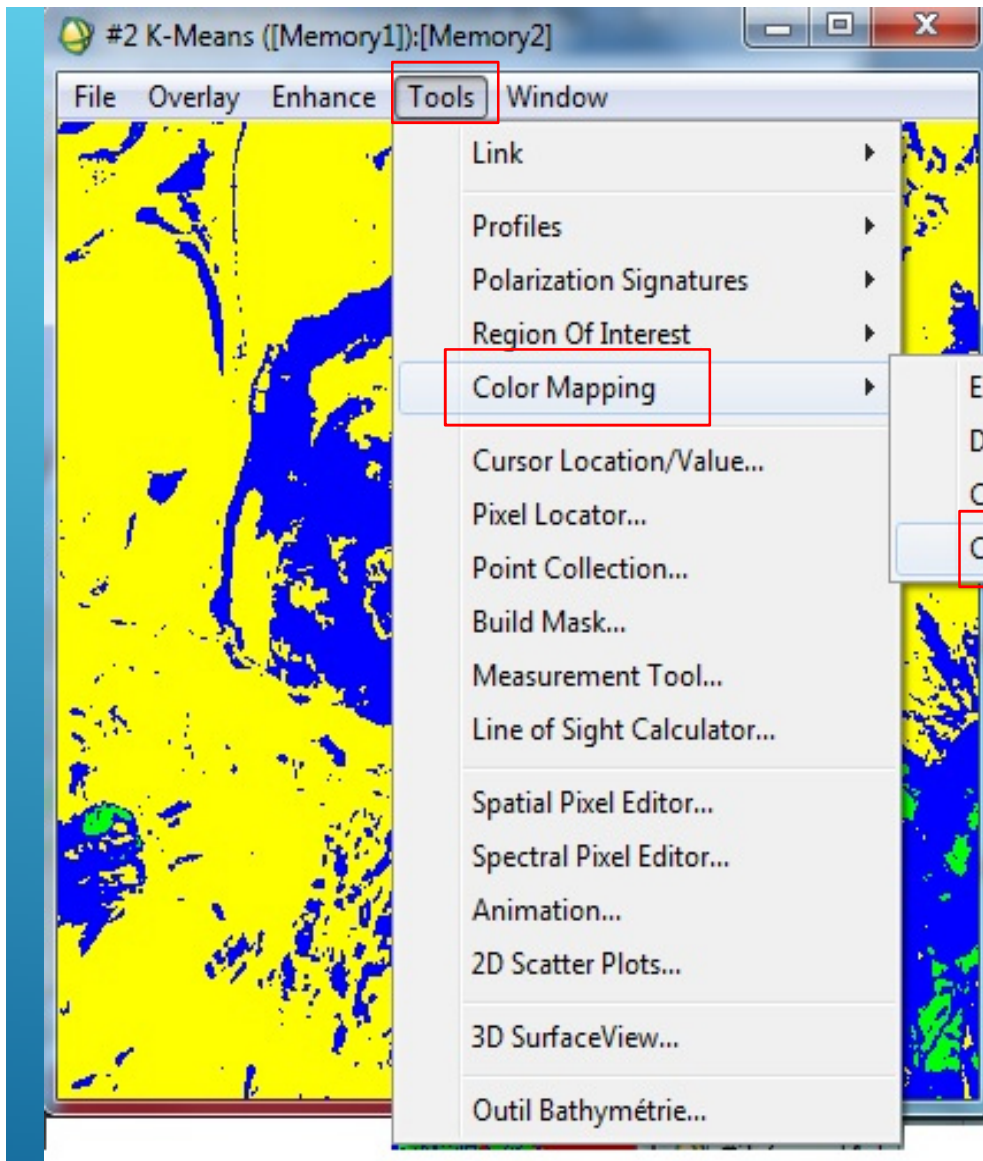 #2 K-Means ([Memory1]):[Memory2]
File Overlay Enhance Tools Window
Link
Profiles
Polarization Signatures
Region Of Interest
Color Mapping
Cursor Location/Value...
Pixel Locator...
Point Collection...
Build Mask...
Measurement Tool...
Line of Sight Calculator...
Spatial Pixel Editor...
Spectral Pixel Editor...
Animation...
2D Scatter Plots...
3D SurfaceView...
Outil Bathymétrie...